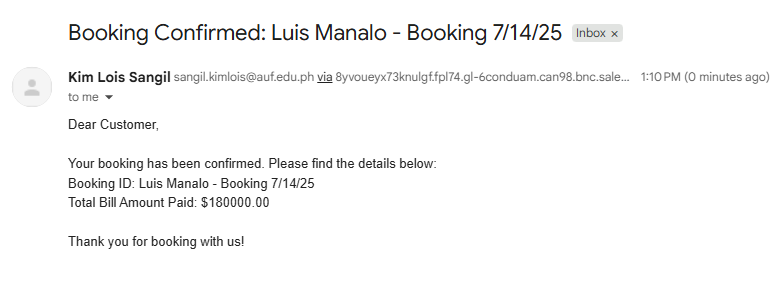 Booking Confirmed: Luis Manalo - Booking 7/14/25 Inbox ×
Kim Lois Sangil sangil.kimlois@auf.edu.ph via 8yvoueyx73knulgf.fpl74.gl-6conduam.can98.bnc.sale... 1:10 PM (0 minutes ago)
to me
Dear Customer,
Your booking has been confirmed. Please find the details below:
Booking ID: Luis Manalo - Booking 7/14/25
Total Bill Amount Paid: $180000.00
Thank you for booking with us!